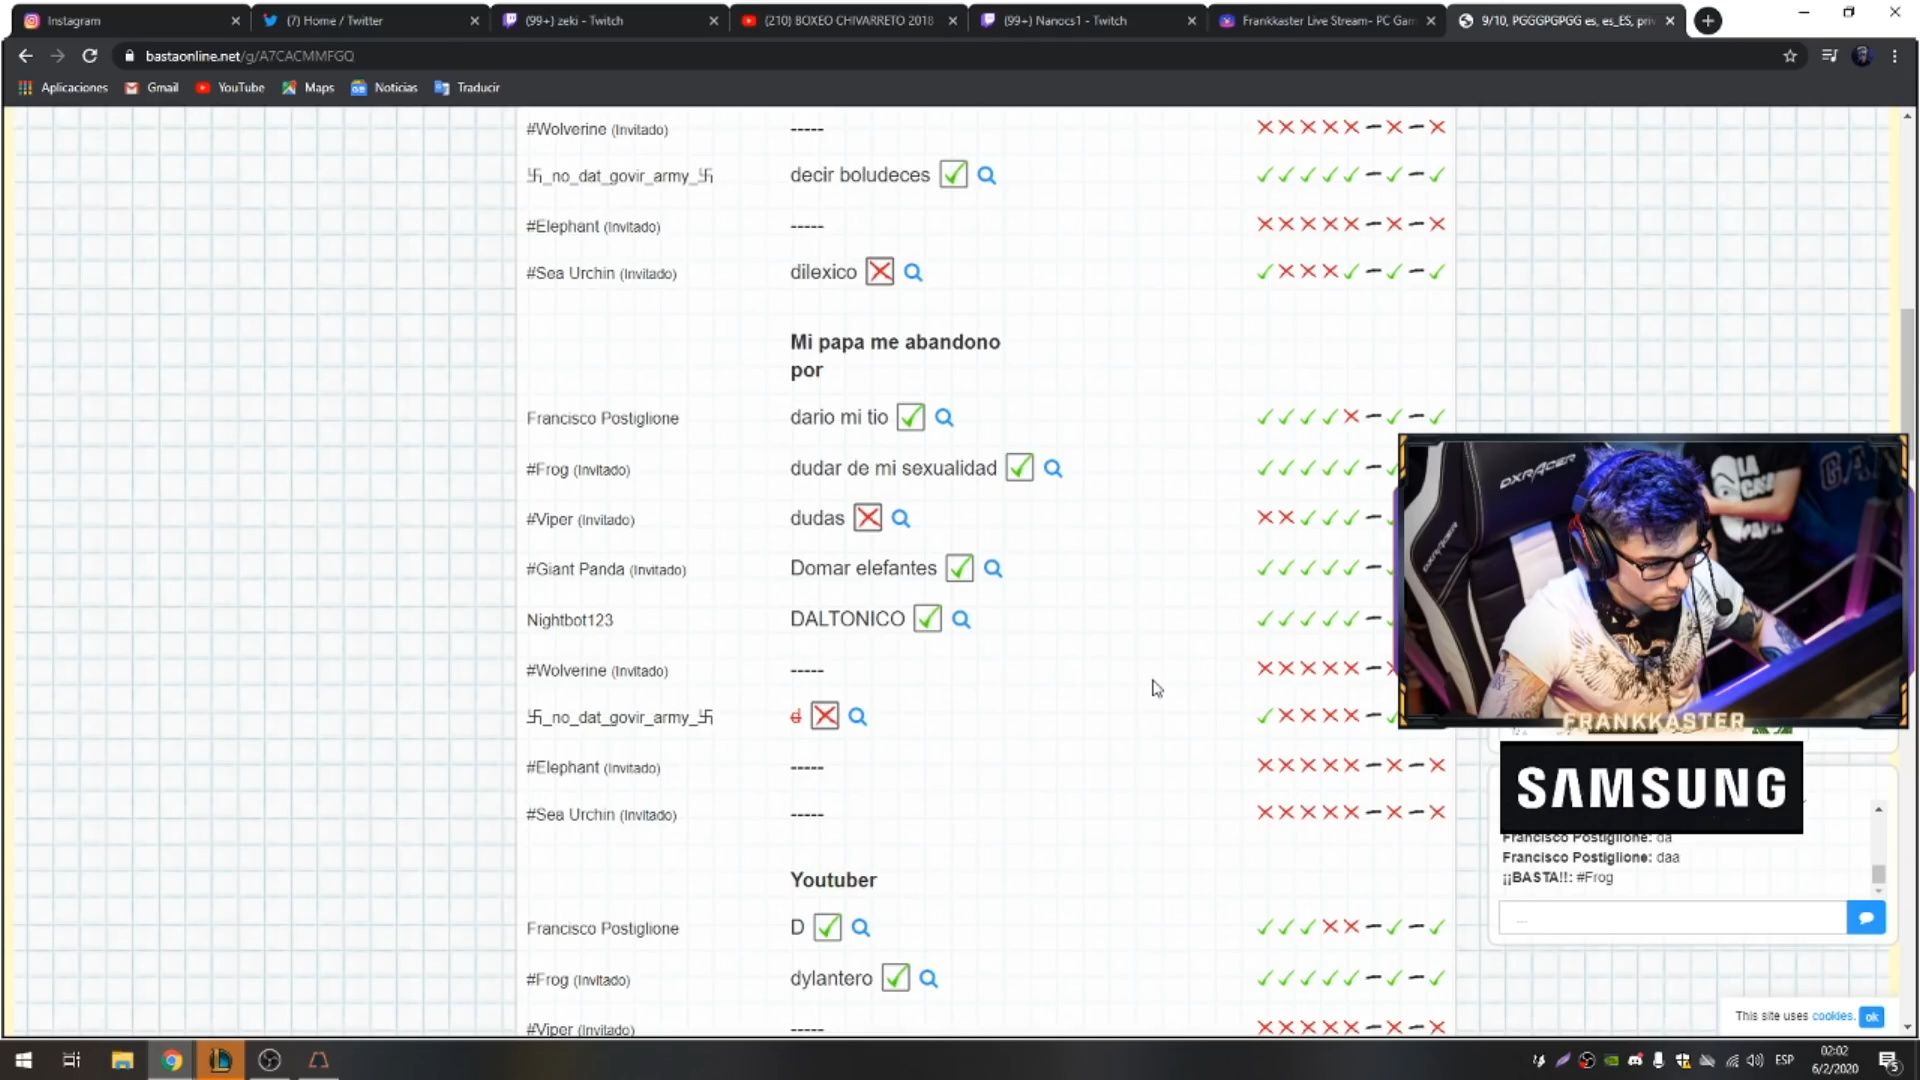 Instagram
(7) Home / Twitter
(99+) zeki - Twitch
(210) BOXEO CHIVARRETO 2018
(99+) Nanocs1 - Twitch
Frankkaster Live Stream- PC Gam
9/10, PGGGPGPGG es, es_ES, priv
bastaonline.net/g/A7CACMMFGQ
Aplicaciones
Gmail
YouTube
Maps
Noticias
Traducir
#Wolverine (Invitado) -----
卐_no_dat_govir_army_卐 decir boludeces
#Elephant (Invitado) -----
#Sea Urchin (Invitado) dilexico
Mi papa me abandono
por
Francisco Postiglione dario mi tio
#Frog (Invitado) dudar de mi sexualidad
#Viper (Invitado) dudas
#Giant Panda (Invitado) Domar elefantes
Nightbot123 DALTONICO
#Wolverine (Invitado) -----
卐_no_dat_govir_army_卐 d
#Elephant (Invitado) -----
#Sea Urchin (Invitado) -----
Youtuber
Francisco Postiglione D
#Frog (Invitado) dylantero
#Viper (Invitado) -----
DXRACER
LA
FRANKKASTER
SAMSUNG
Francisco Postiglione: da
Francisco Postiglione: daa
¡¡BASTA!!: #Frog
...
This site uses cookies. ok
ESP
02:02
6/2/2020
5